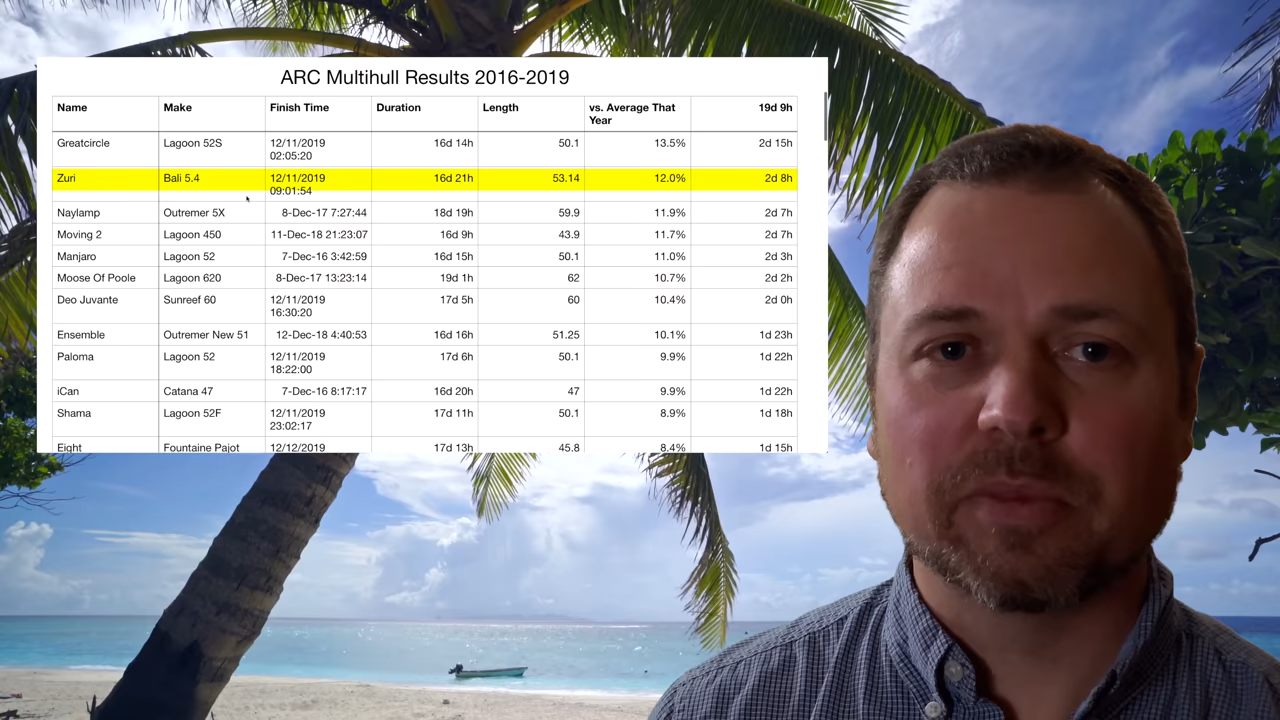 ARC Multihull Results 2016-2019
Name Make Finish Time Duration Length vs. Average That Year 19d 9h
Greatcircle Lagoon 52S 12/11/2019 02:05:20 16d 14h 50.1 13.5% 2d 15h
Zuri Bali 5.4 12/11/2019 09:01:54 16d 21h 53.14 12.0% 2d 8h
Naylamp Outremer 5X 8-Dec-17 7:27:44 18d 19h 59.9 11.9% 2d 7h
Moving 2 Lagoon 450 11-Dec-18 21:23:07 16d 9h 43.9 11.7% 2d 7h
Manjaro Lagoon 52 7-Dec-16 3:42:59 16d 15h 50.1 11.0% 2d 3h
Moose Of Poole Lagoon 620 8-Dec-17 13:23:14 19d 1h 62 10.7% 2d 2h
Deo Juvante Sunreef 60 12/11/2019 16:30:20 17d 5h 60 10.4% 2d 0h
Ensemble Outremer New 51 12-Dec-18 4:40:53 16d 16h 51.25 10.1% 1d 23h
Paloma Lagoon 52 12/11/2019 18:22:00 17d 6h 50.1 9.9% 1d 22h
iCan Catana 47 7-Dec-16 8:17:17 16d 20h 47 9.9% 1d 22h
Shama Lagoon 52F 12/11/2019 23:02:17 17d 11h 50.1 8.9% 1d 18h
Eight Fountaine Pajot 12/12/2019 17d 13h 45.8 8.4% 1d 15h